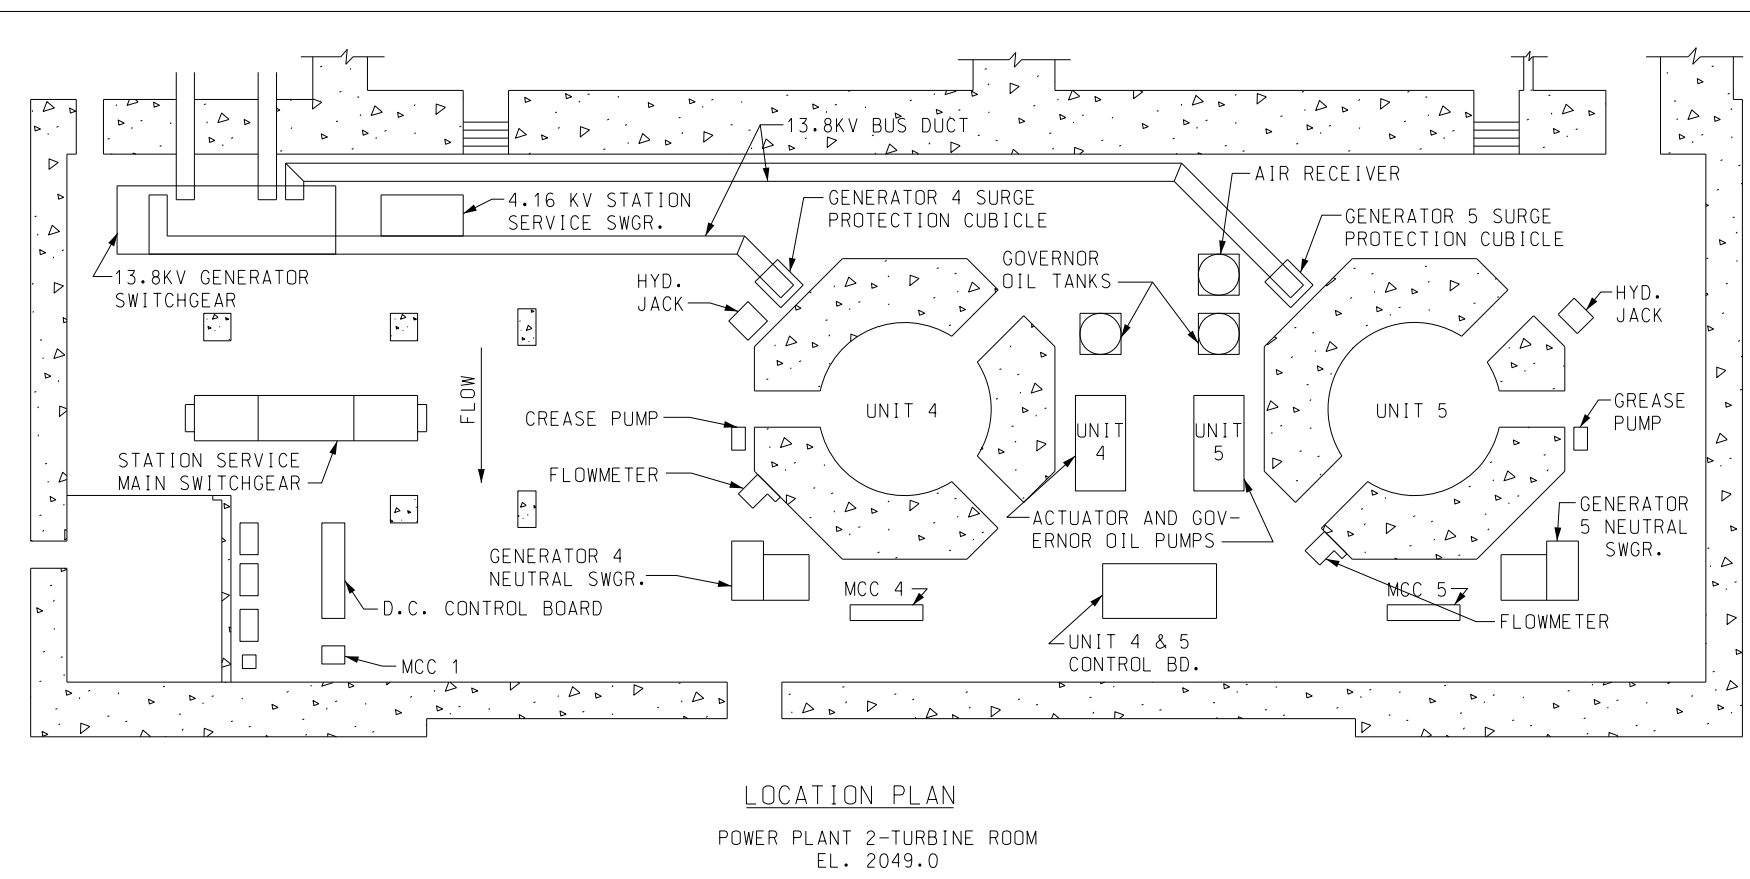 13.8KV BUS DUCT
AIR RECEIVER
4.16 KV STATION
SERVICE SWGR.
GENERATOR 4 SURGE
PROTECTION CUBICLE
GENERATOR 5 SURGE
PROTECTION CUBICLE
13.8KV GENERATOR
SWITCHGEAR
HYD.
JACK
GOVERNOR
OIL TANKS
HYD.
JACK
FLOW
CREASE PUMP
UNIT 4
UNIT
4
UNIT
5
UNIT 5
GREASE
PUMP
STATION SERVICE
MAIN SWITCHGEAR
FLOWMETER
ACTUATOR AND GOV-
ERNOR OIL PUMPS
GENERATOR
5 NEUTRAL
SWGR.
GENERATOR 4
NEUTRAL SWGR.
D.C. CONTROL BOARD
MCC 4
MCC 5
FLOWMETER
UNIT 4 & 5
CONTROL BD.
MCC 1
LOCATION PLAN
POWER PLANT 2-TURBINE ROOM
EL. 2049.0